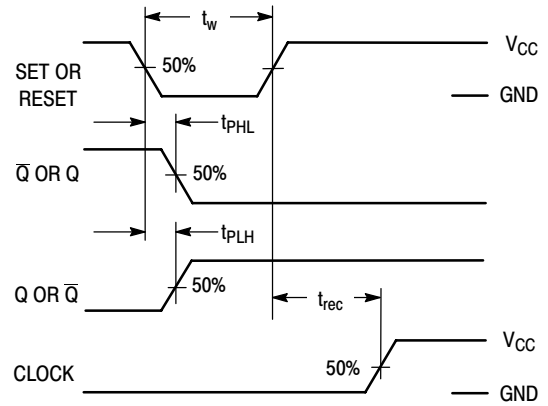 t_w
V_CC
SET OR
RESET
50%
GND
t_PHL
Q̅ OR Q
50%
t_PLH
Q OR Q̅
50%
t_rec
V_CC
50%
CLOCK
GND